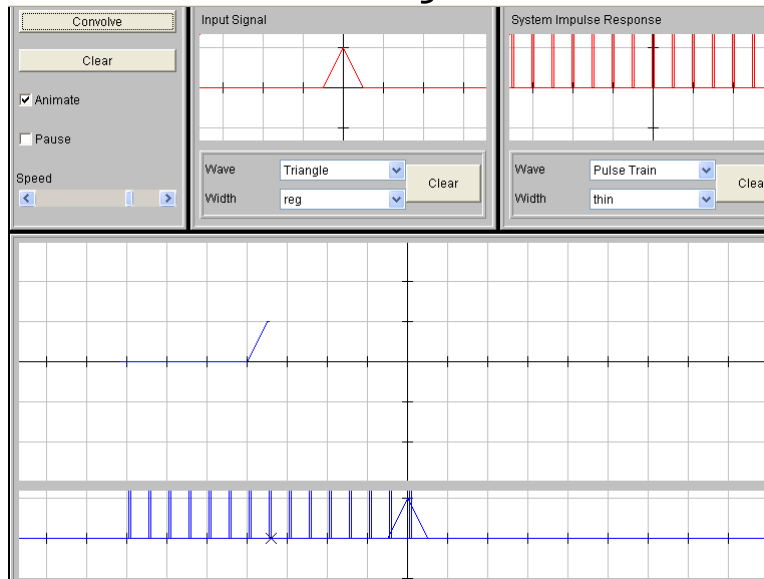 Convolve
Clear
Animate
Pause
Speed
Input Signal
Wave
Triangle
Clear
Width
reg
System Impulse Response
Wave
Pulse Train
Clea
Width
thin